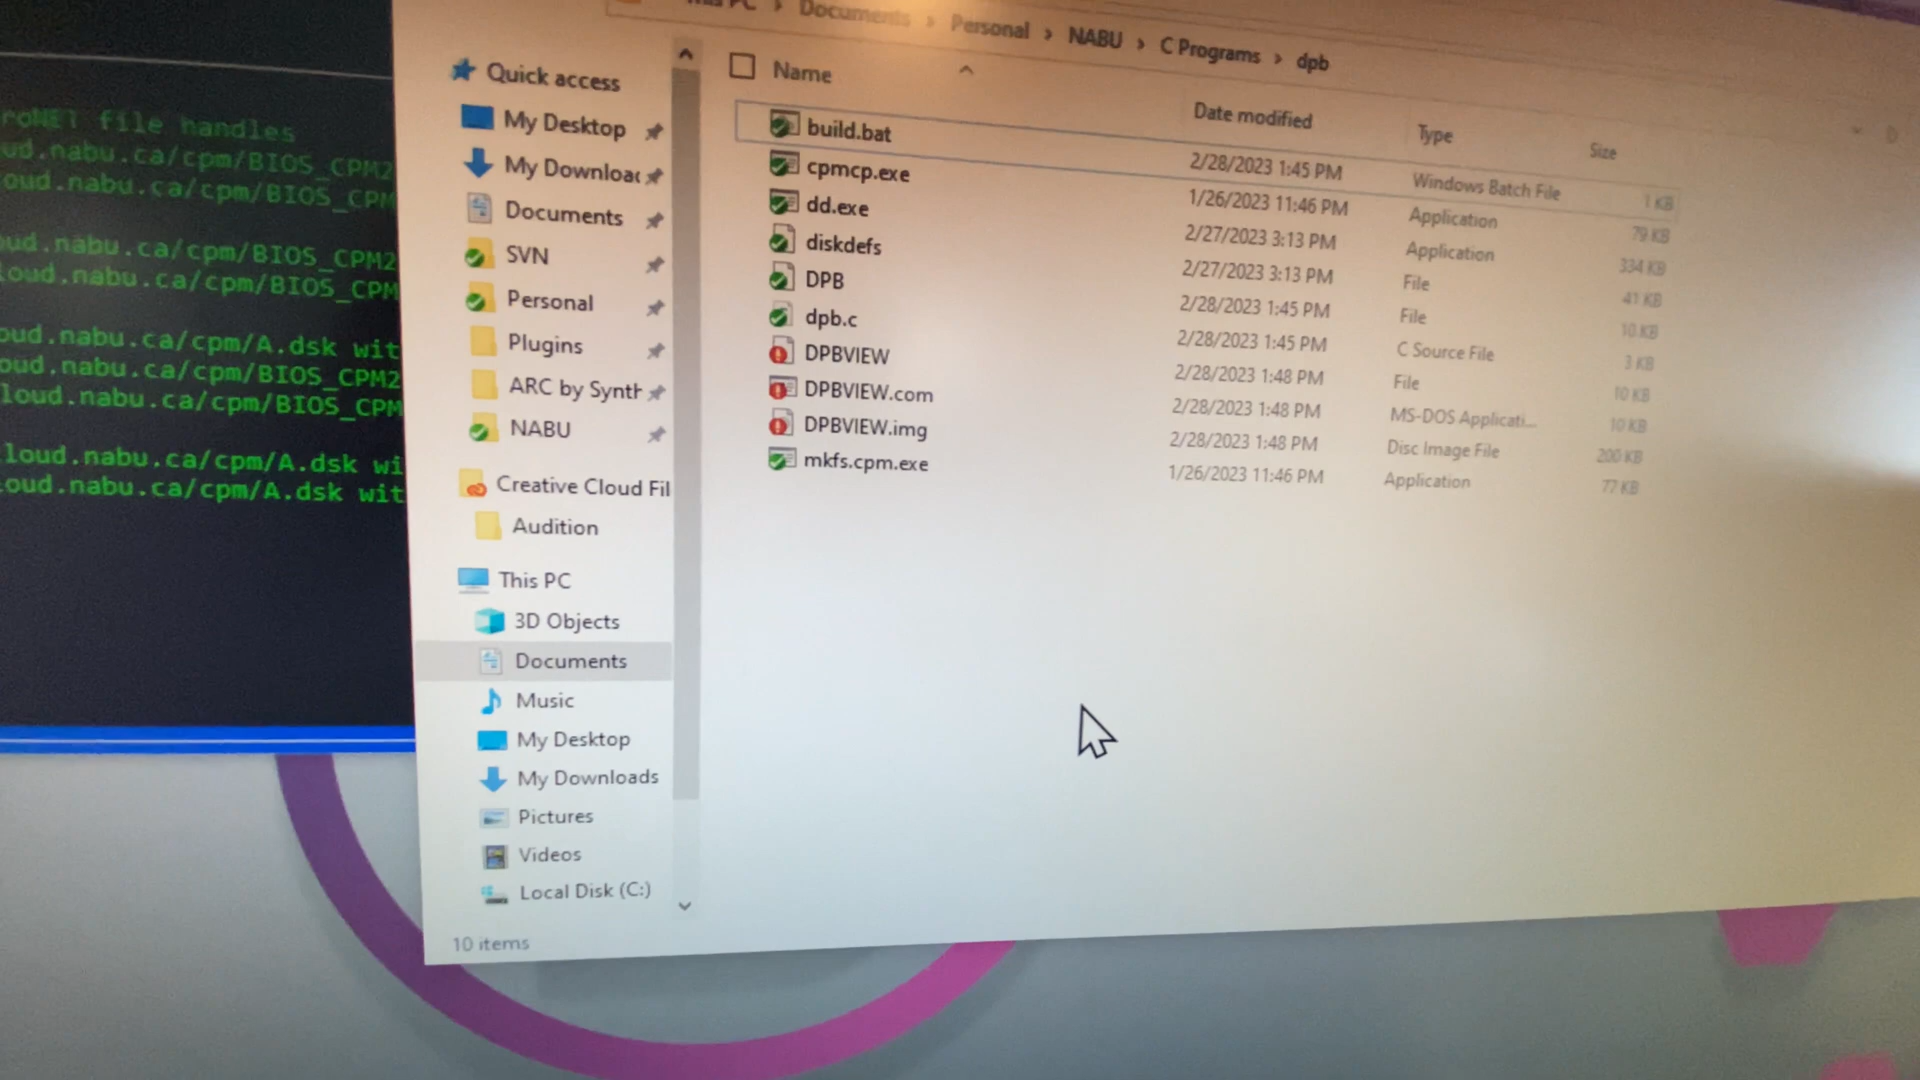 This PC › Documents › Personal › NABU › C Programs › dpb
Name Date modified Type Size
build.bat 2/28/2023 1:45 PM Windows Batch File 1 KB
cpmcp.exe 1/26/2023 11:46 PM Application 79 KB
dd.exe 2/27/2023 3:13 PM Application 334 KB
diskdefs 2/27/2023 3:13 PM File 41 KB
DPB 2/28/2023 1:45 PM File 10 KB
dpb.c 2/28/2023 1:45 PM C Source File 3 KB
DPBVIEW 2/28/2023 1:48 PM File 10 KB
DPBVIEW.com 2/28/2023 1:48 PM MS-DOS Applicati... 10 KB
DPBVIEW.img 2/28/2023 1:48 PM Disc Image File 200 KB
mkfs.cpm.exe 1/26/2023 11:46 PM Application 77 KB
Quick access
My Desktop
My Downloac
Documents
SVN
Personal
Plugins
ARC by Synth
NABU
Creative Cloud Fil
Audition
This PC
3D Objects
Documents
Music
My Desktop
My Downloads
Pictures
Videos
Local Disk (C:)
10 items
roNET file handles
ud.nabu.ca/cpm/BIOS_CPM2
oud.nabu.ca/cpm/BIOS_CPM
oud.nabu.ca/cpm/BIOS_CPM2
loud.nabu.ca/cpm/BIOS_CPM
oud.nabu.ca/cpm/A.dsk wit
oud.nabu.ca/cpm/BIOS_CPM2
loud.nabu.ca/cpm/BIOS_CPM
loud.nabu.ca/cpm/A.dsk wi
oud.nabu.ca/cpm/A.dsk wit